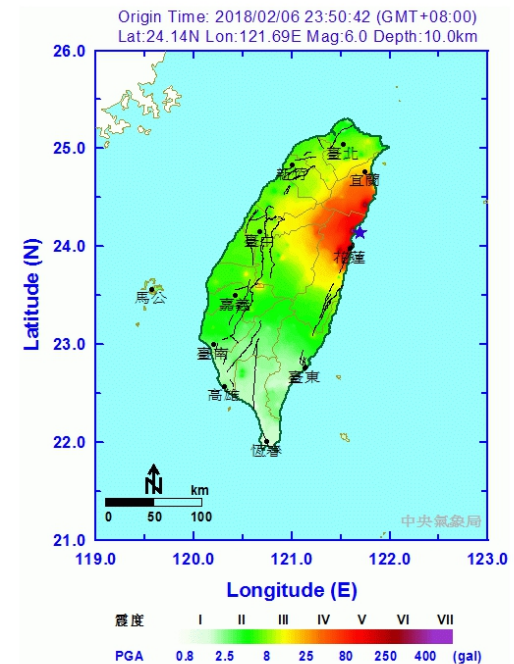 Origin Time: 2018/02/06 23:50:42 (GMT+08:00)
Lat:24.14N Lon:121.69E Mag:6.0 Depth:10.0km
26.0
25.0
24.0
23.0
22.0
21.0
Latitude (N)
臺北
新竹
宜蘭
臺中
花蓮
馬公
嘉義
臺南
臺東
高雄
恆春
N
km
0 50 100
中央氣象局
119.0 120.0 121.0 122.0 123.0
Longitude (E)
震度 I II III IV V VI VII
PGA 0.8 2.5 8 25 80 250 400 (gal)